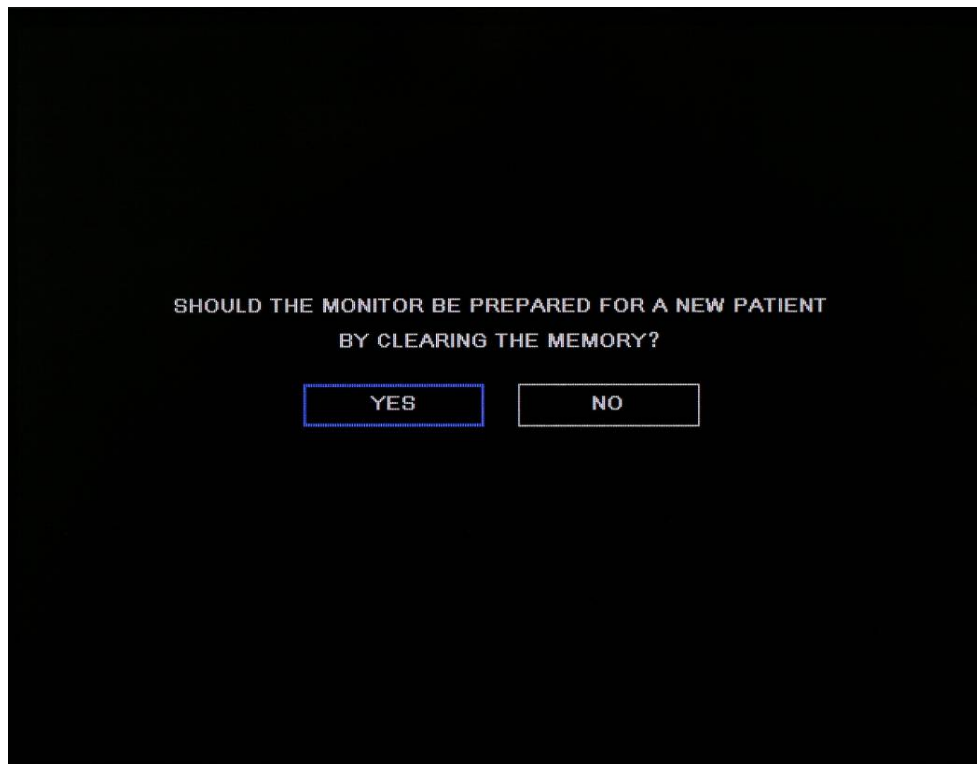 SHOULD THE MONITOR BE PREPARED FOR A NEW PATIENT
BY CLEARING THE MEMORY?
YES NO